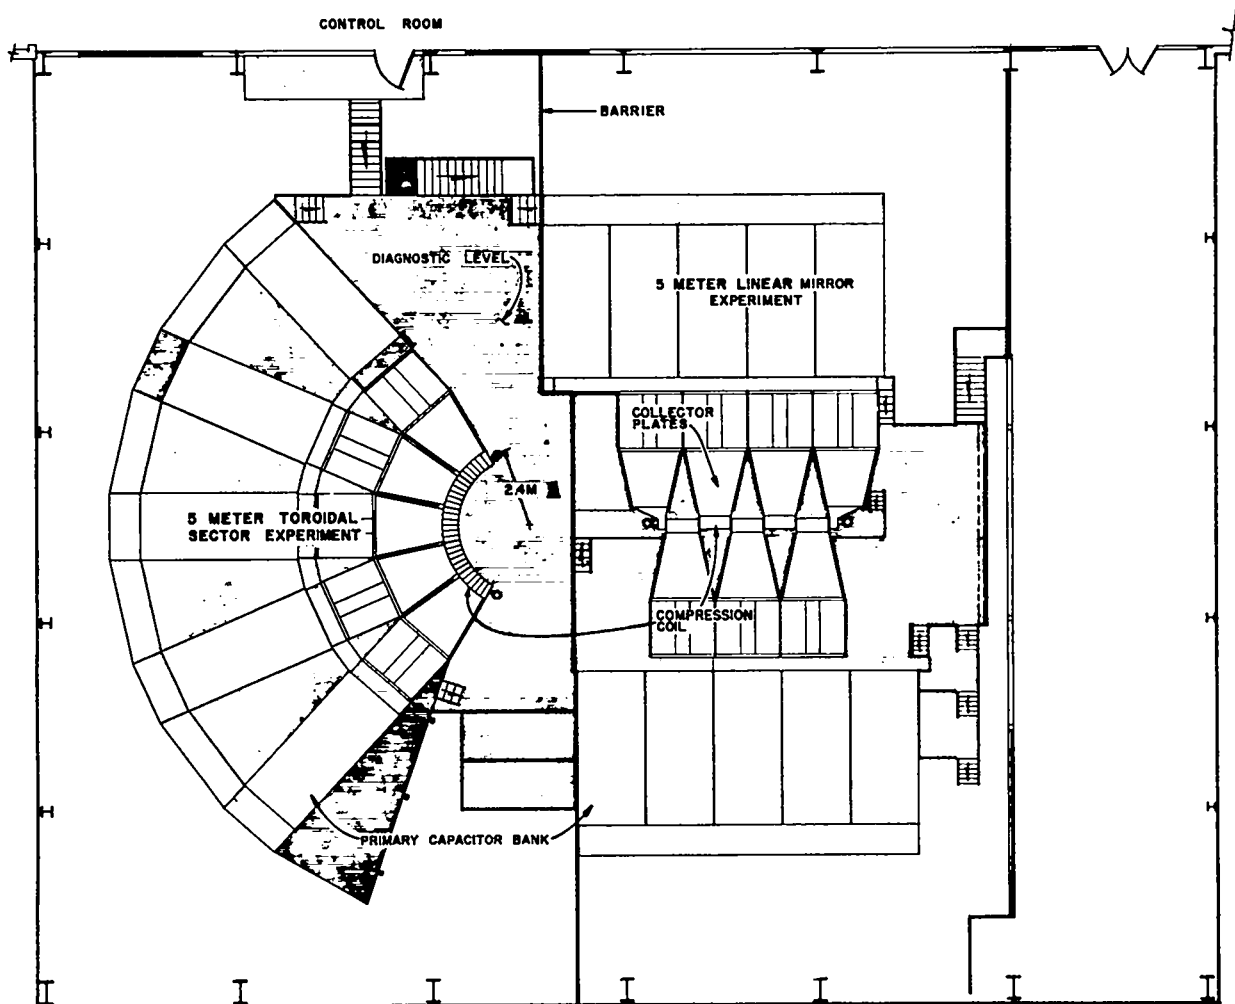 CONTROL ROOM
BARRIER
DIAGNOSTIC LEVEL
5 METER LINEAR MIRROR
EXPERIMENT
COLLECTOR
PLATES
2.4M
5 METER TOROIDAL
SECTOR EXPERIMENT
COMPRESSION
COIL
PRIMARY CAPACITOR BANK